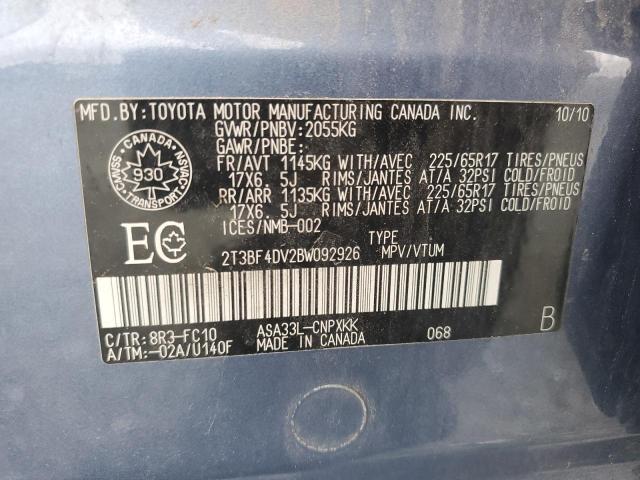 MFD.BY:TOYOTA MOTOR MANUFACTURING CANADA INC. 10/10
GVWR/PNBV:2055KG
GAWR/PNBE:
FR/AVT 1145KG WITH/AVEC 225/65R17 TIRES/PNEUS
17X6.5J RIMS/JANTES AT/A 32PSI COLD/FROID
RR/ARR 1135KG WITH/AVEC 225/65R17 TIRES/PNEUS
17X6.5J RIMS/JANTES AT/A 32PSI COLD/FROID
ICES/NMB-002
CANADA
CMVSS NSVAC
930
TRANSPORT
EC
TYPE
2T3BF4DV2BW092926 MPV/VTUM
C/TR:8R3-FC10 ASA33L-CNPXKK 068 B
A/TM:-02A/U140F MADE IN CANADA